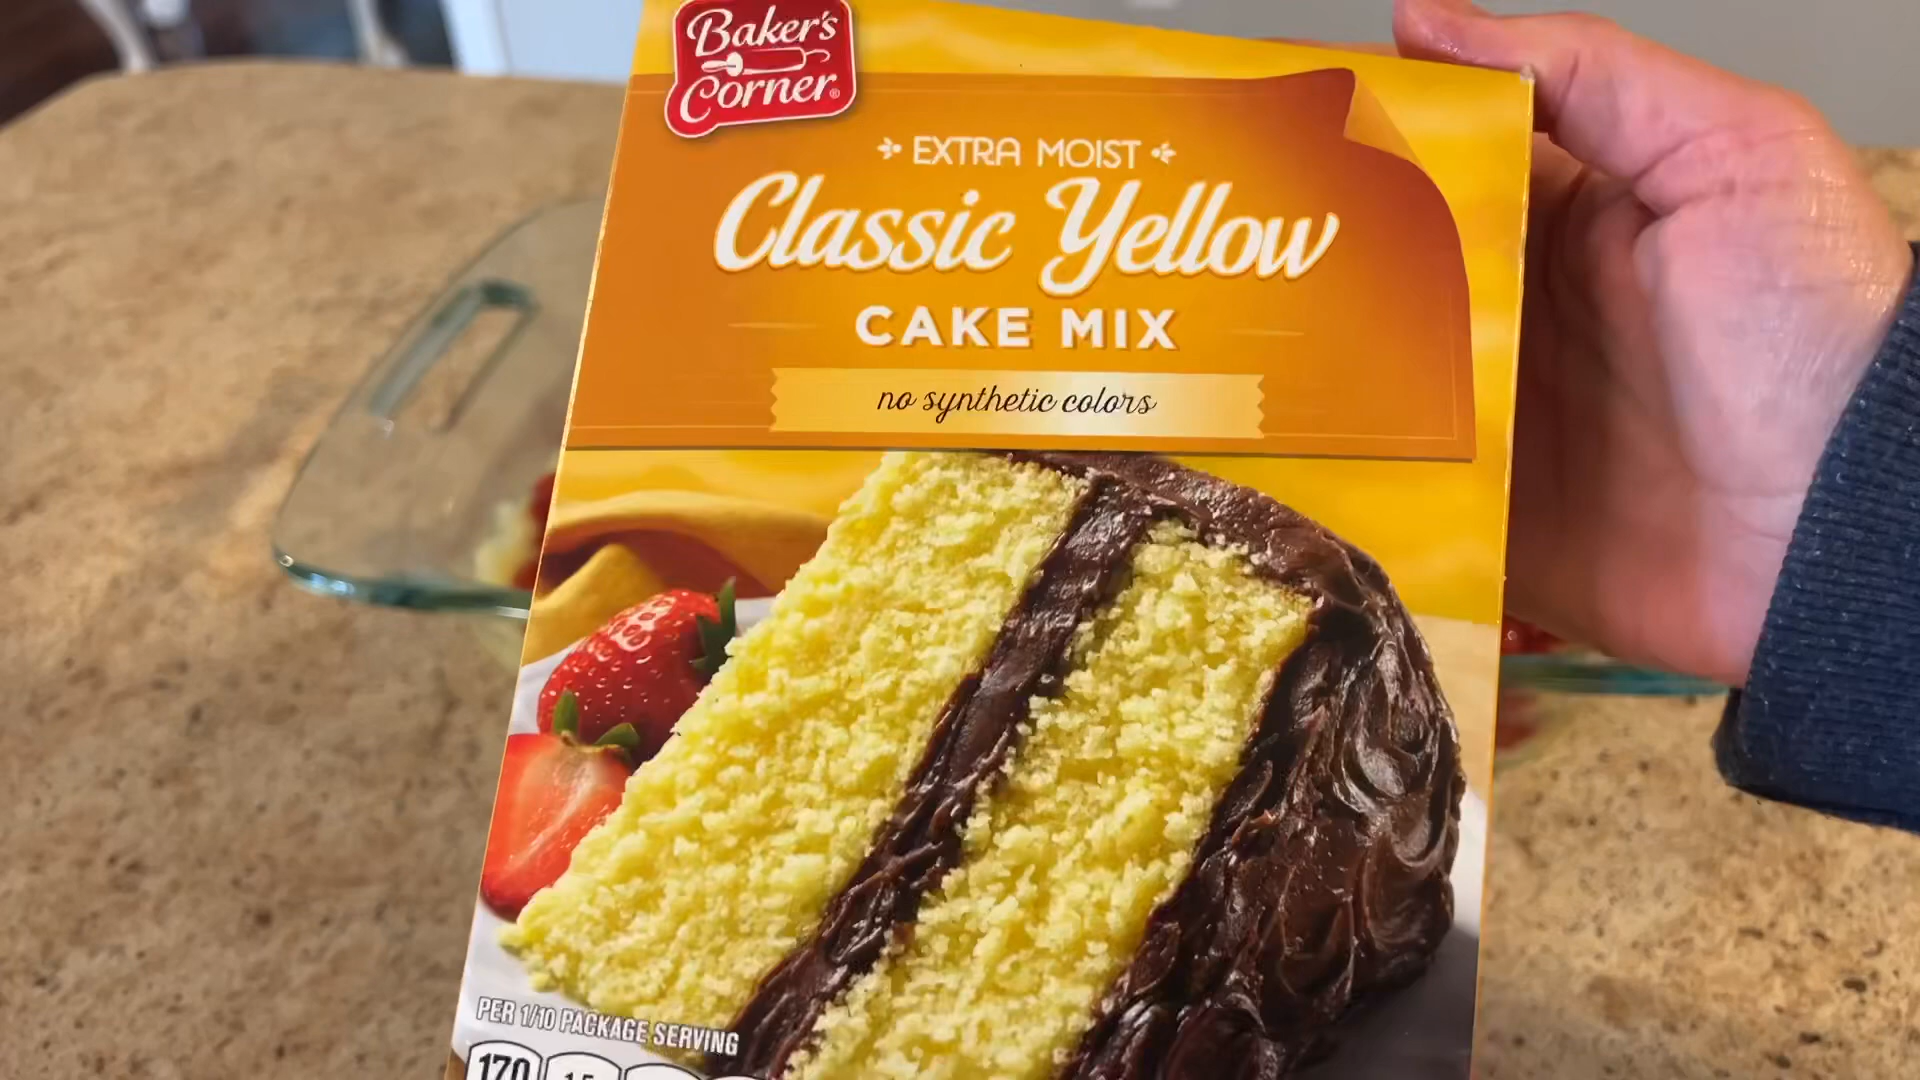 Baker's
Corner®
EXTRA MOIST
Classic Yellow
CAKE MIX
no synthetic colors
PER 1/10 PACKAGE SERVING
170